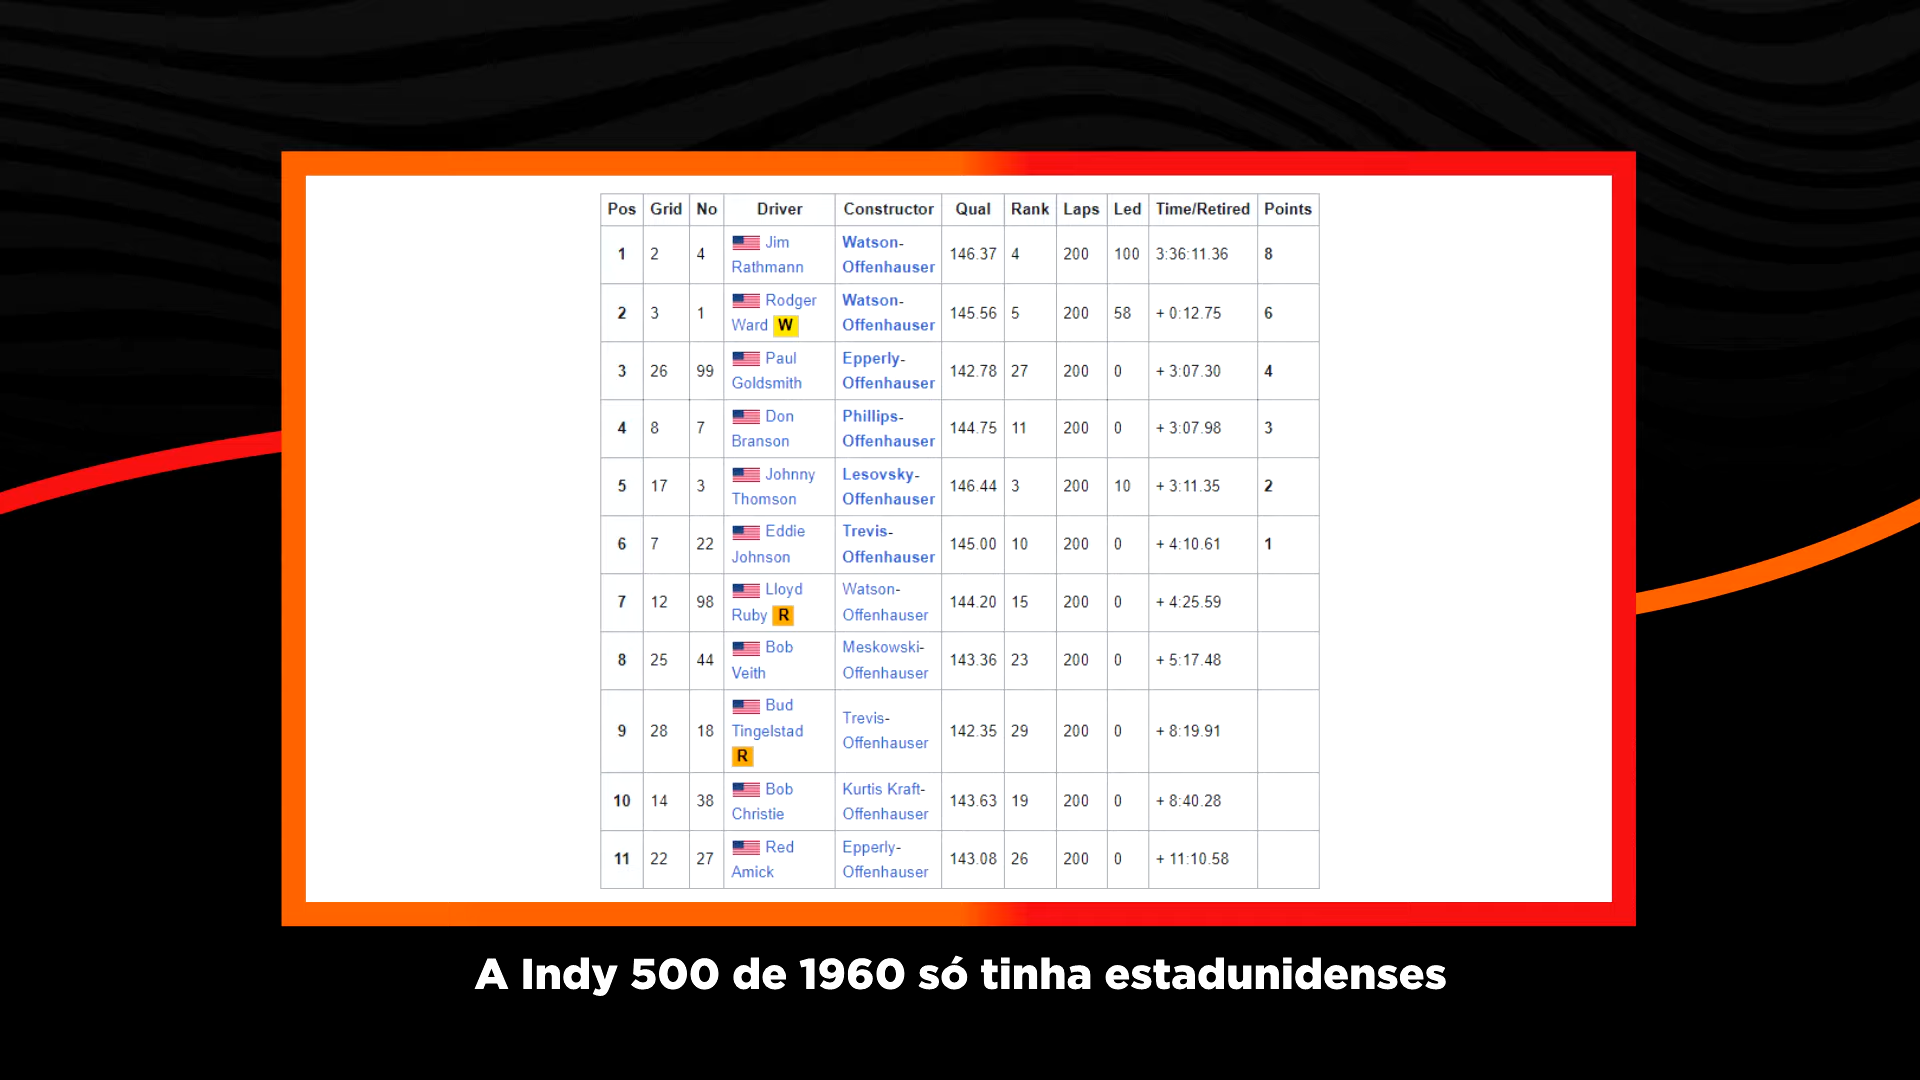 Pos Grid No Driver Constructor Qual Rank Laps Led Time/Retired Points
1 2 4 Jim Rathmann Watson-Offenhauser 146.37 4 200 100 3:36:11.36 8
2 3 1 Rodger Ward W Watson-Offenhauser 145.56 5 200 58 + 0:12.75 6
3 26 99 Paul Goldsmith Epperly-Offenhauser 142.78 27 200 0 + 3:07.30 4
4 8 7 Don Branson Phillips-Offenhauser 144.75 11 200 0 + 3:07.98 3
5 17 3 Johnny Thomson Lesovsky-Offenhauser 146.44 3 200 10 + 3:11.35 2
6 7 22 Eddie Johnson Trevis-Offenhauser 145.00 10 200 0 + 4:10.61 1
7 12 98 Lloyd Ruby R Watson-Offenhauser 144.20 15 200 0 + 4:25.59
8 25 44 Bob Veith Meskowski-Offenhauser 143.36 23 200 0 + 5:17.48
9 28 18 Bud Tingelstad R Trevis-Offenhauser 142.35 29 200 0 + 8:19.91
10 14 38 Bob Christie Kurtis Kraft-Offenhauser 143.63 19 200 0 + 8:40.28
11 22 27 Red Amick Epperly-Offenhauser 143.08 26 200 0 + 11:10.58
A Indy 500 de 1960 só tinha estadunidenses